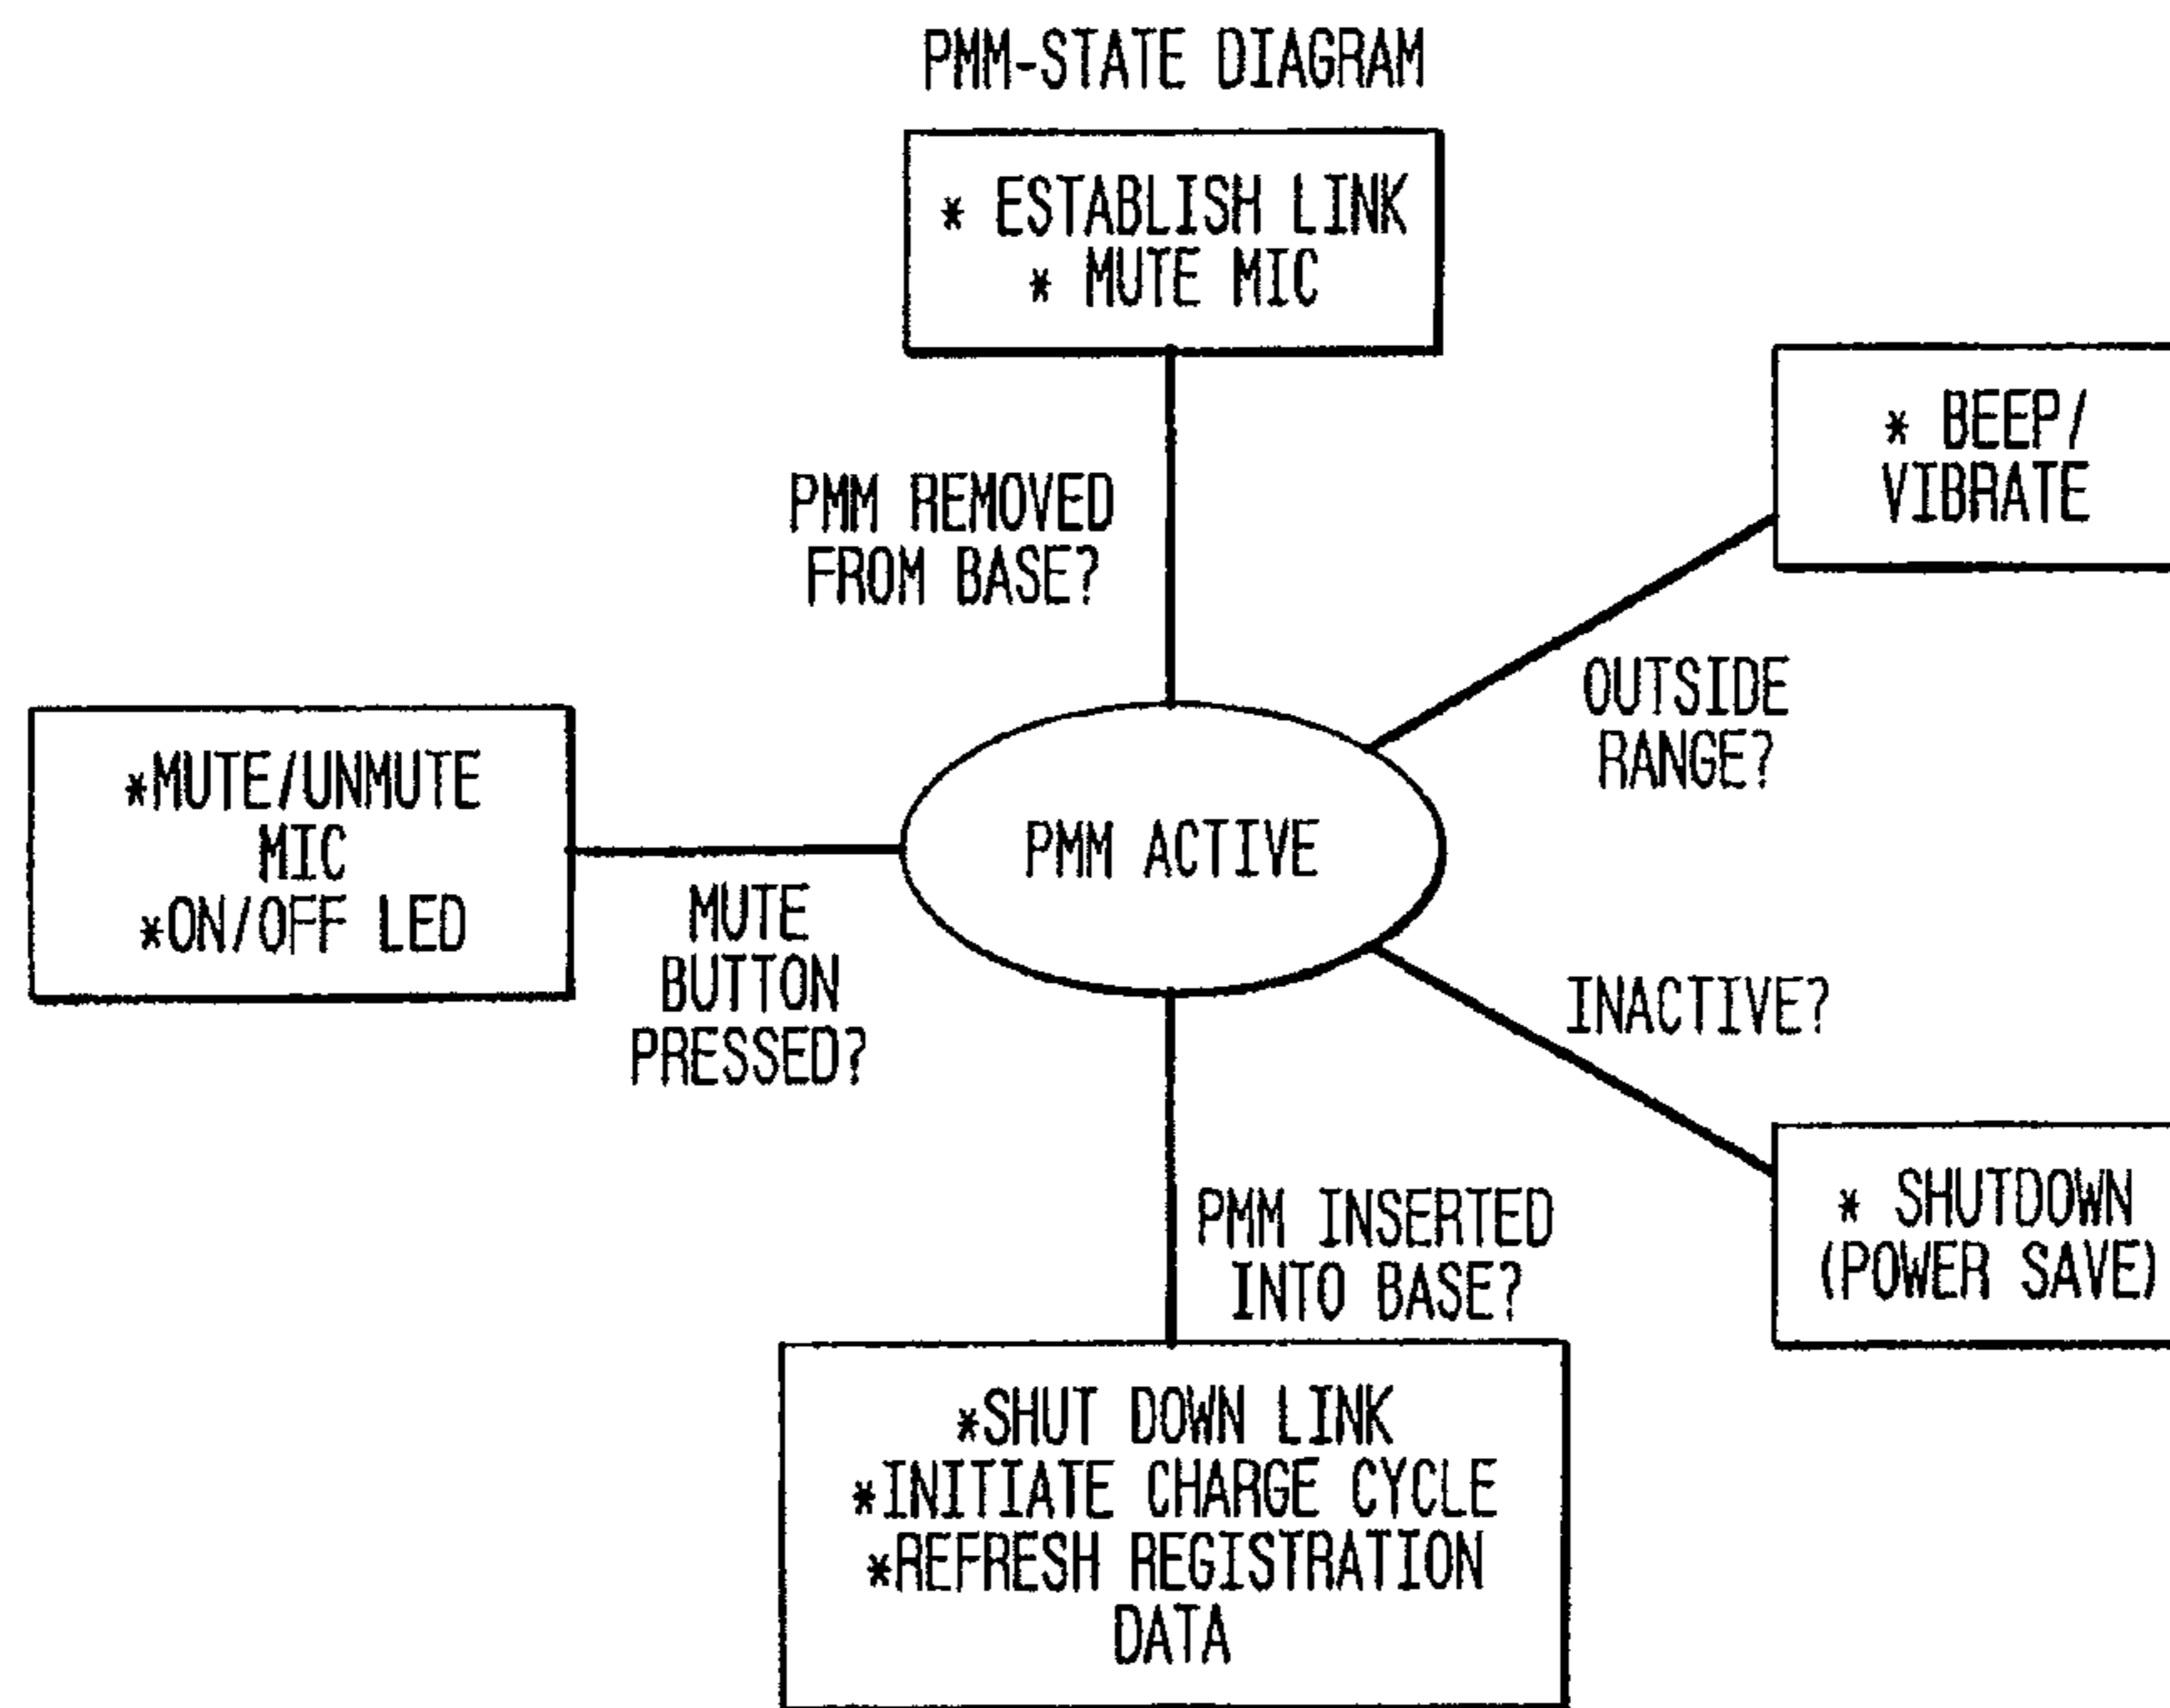 PMM-STATE DIAGRAM
* ESTABLISH LINK
* MUTE MIC
* BEEP/
VIBRATE
PMM REMOVED
FROM BASE?
OUTSIDE
RANGE?
*MUTE/UNMUTE
MIC
*ON/OFF LED
PMM ACTIVE
MUTE
BUTTON
PRESSED?
INACTIVE?
* SHUTDOWN
(POWER SAVE)
PMM INSERTED
INTO BASE?
*SHUT DOWN LINK
*INITIATE CHARGE CYCLE
*REFRESH REGISTRATION
DATA